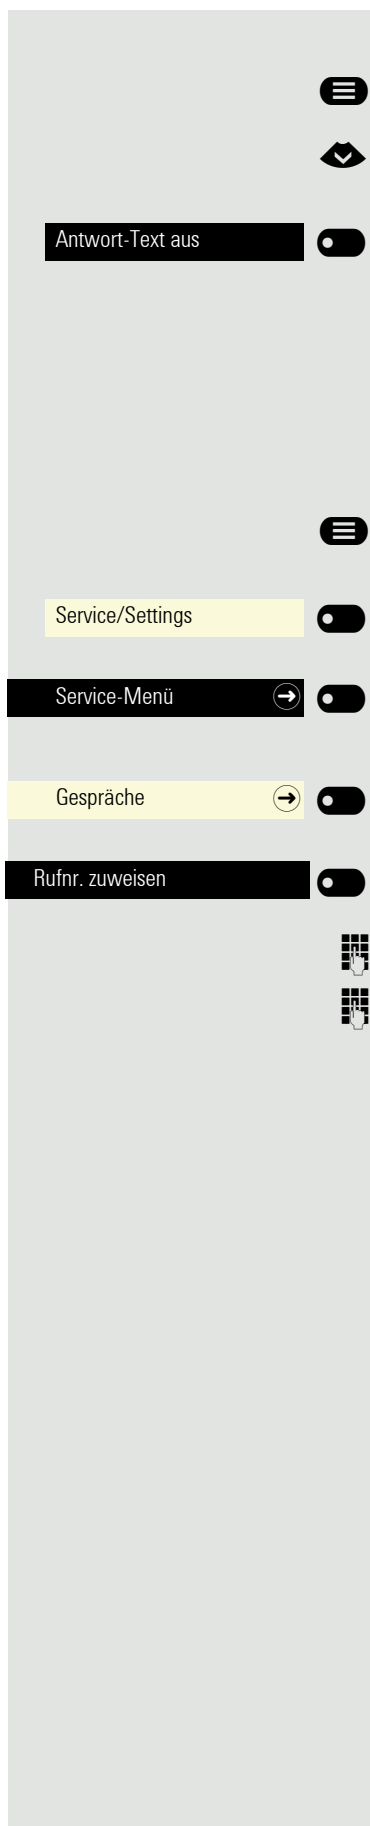 Antwort-Text aus
Service/Settings
Service-Menü
Gespräche
Rufnr. zuweisen